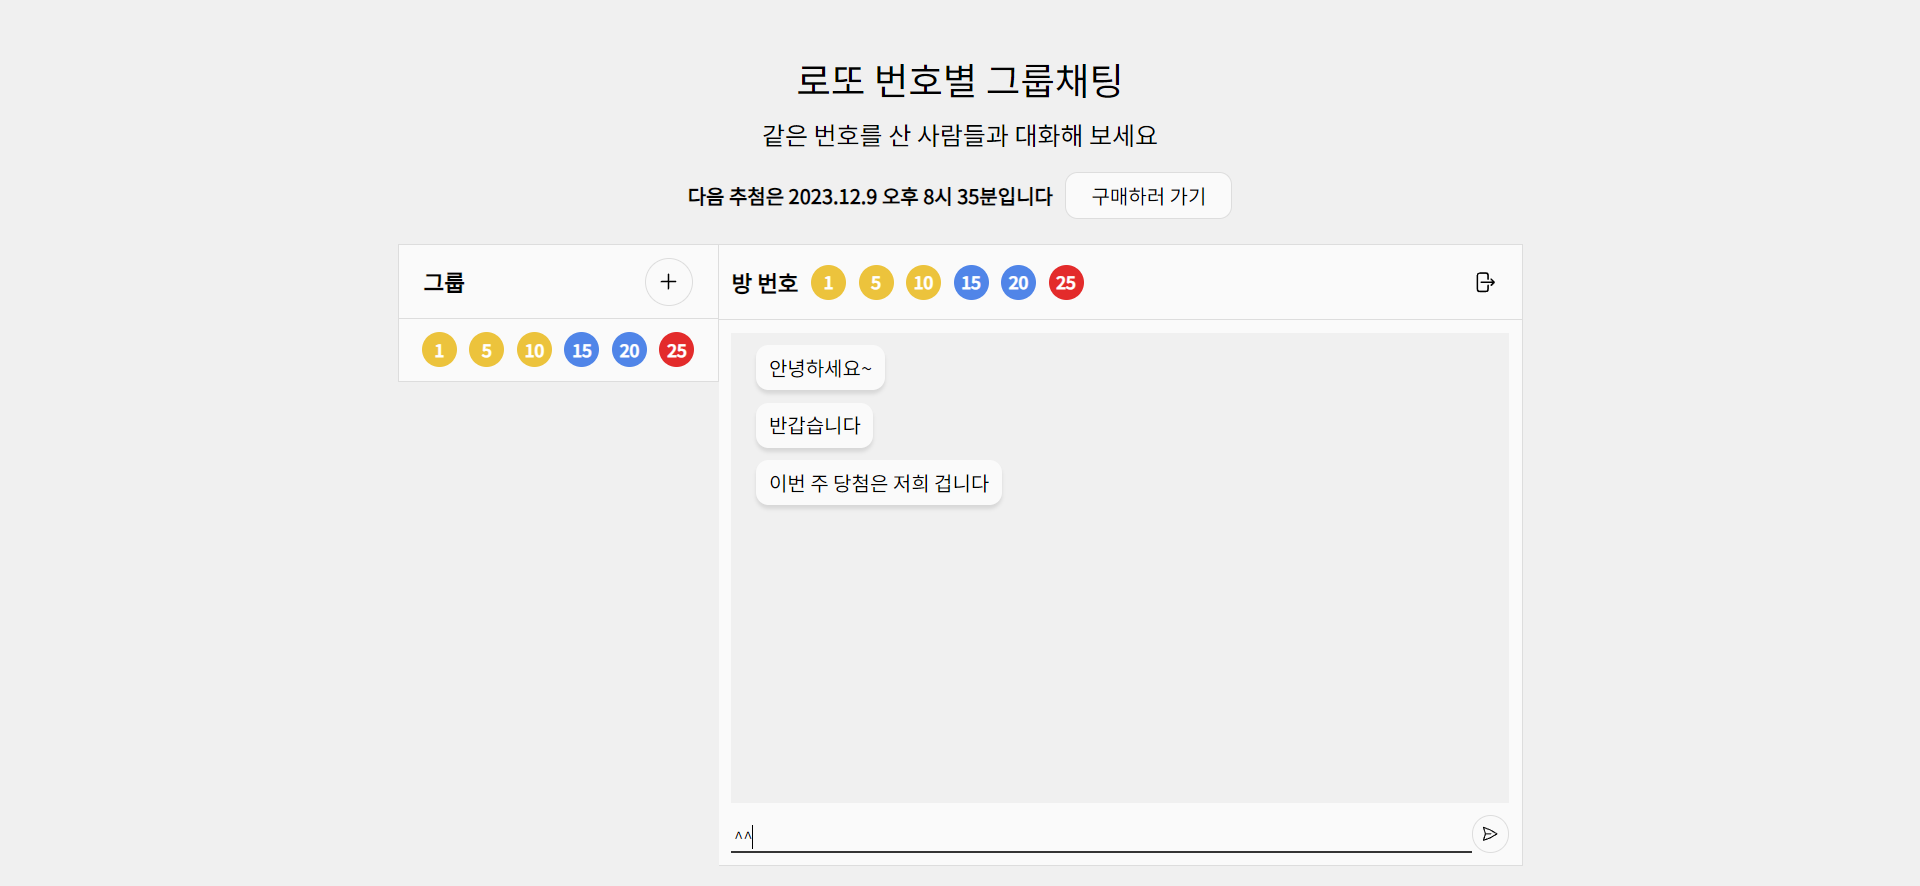 로또 번호별 그룹채팅
같은 번호를 산 사람들과 대화해 보세요
다음 추첨은 2023.12.9 오후 8시 35분입니다 구매하러 가기
그룹
1 5 10 15 20 25
방 번호 1 5 10 15 20 25
안녕하세요~
반갑습니다
이번 주 당첨은 저희 겁니다
^^